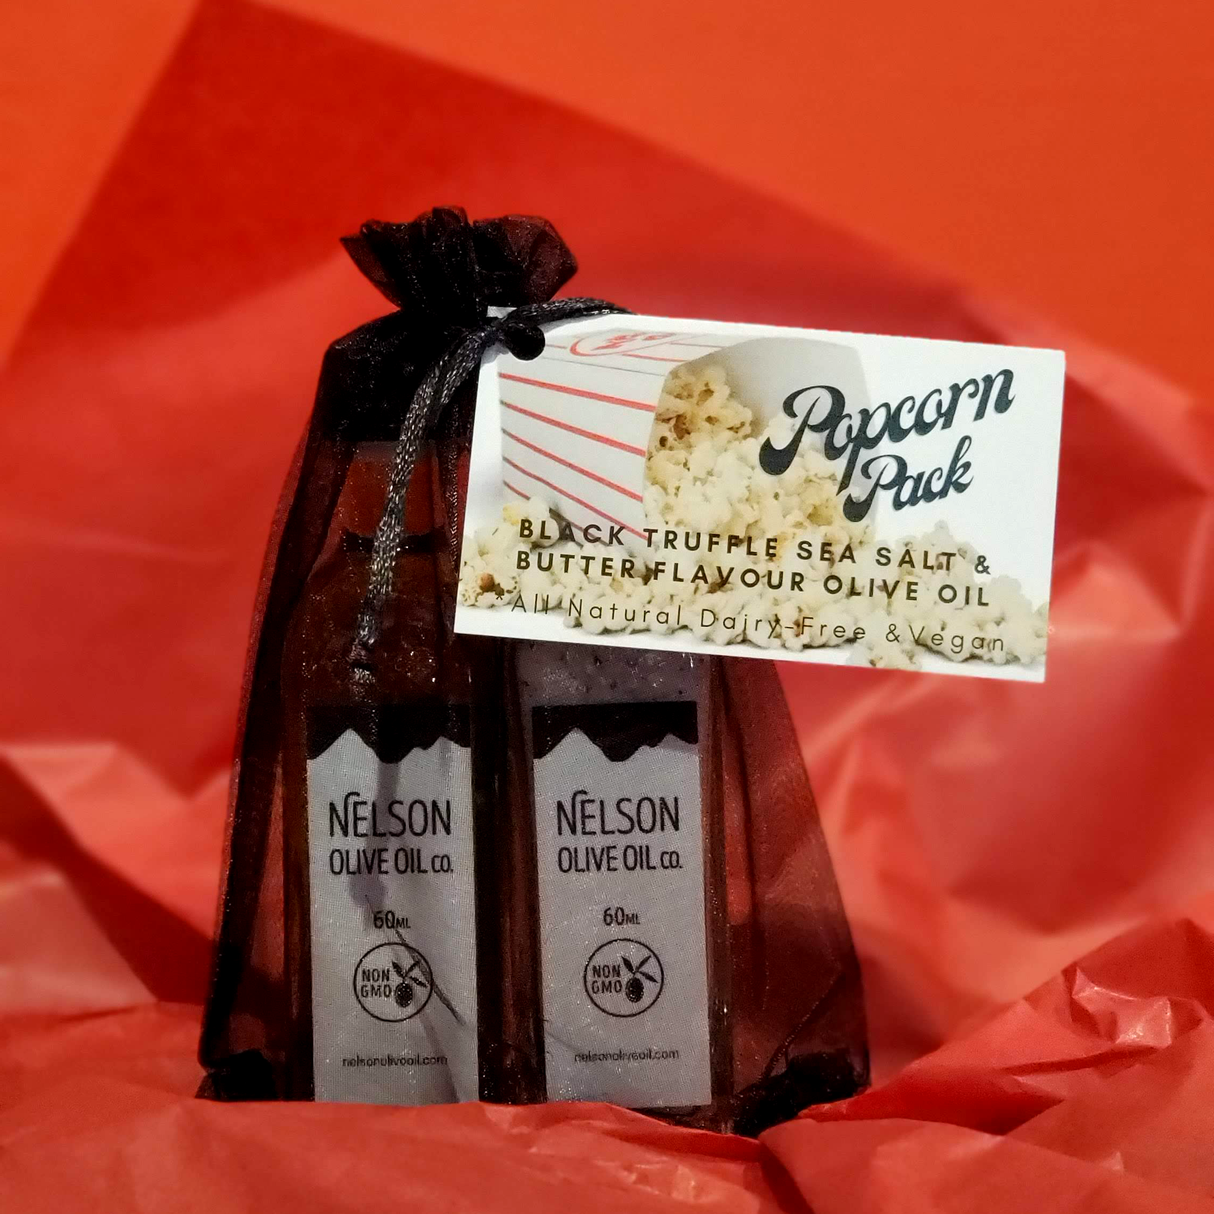 Popcorn
Pack
BLACK TRUFFLE SEA SALT &
BUTTER FLAVOUR OLIVE OIL
*All Natural Dairy-Free &Vegan
NELSON
OLIVE OIL CO.
60ML
NON
GMO
nelsonoliveoil.com
NELSON
OLIVE OIL CO.
60ML
NON
GMO
nelsonoliveoil.com